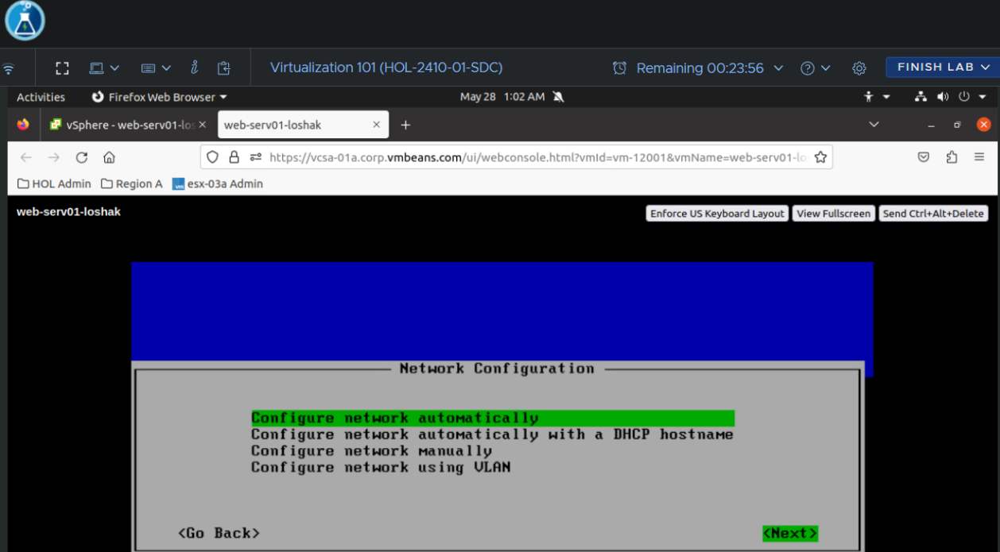 Virtualization 101 (HOL-2410-01-SDC)
Remaining 00:23:56
FINISH LAB
Activities
Firefox Web Browser
May 28 1:02 AM
vSphere - web-serv01-los
web-serv01-loshak
https://vcsa-01a.corp.vmbeans.com/ui/webconsole.html?vmId=vm-12001&vmName=web-serv01-lo
HOL Admin
Region A
vm
esx-03a Admin
web-serv01-loshak
Enforce US Keyboard Layout
View Fullscreen
Send Ctrl+Alt+Delete
Network Configuration
Configure network automatically
Configure network automatically with a DHCP hostname
Configure network manually
Configure network using VLAN
<Go Back>
<Next>